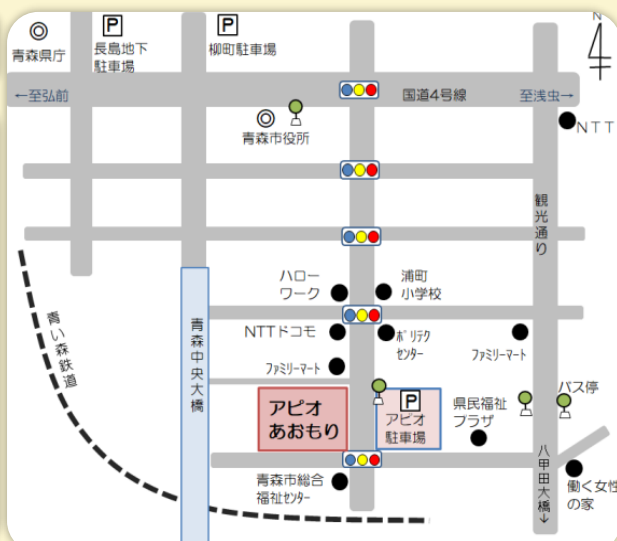 N
P
P
青森県庁
長島地下
駐車場
柳町駐車場
←至弘前
国道4号線
至浅虫→
青森市役所
NTT
観光通り
ハロー
ワーク
浦町
小学校
青い森鉄道
青森中央大橋
NTTドコモ
ポリテク
センター
ファミリーマート
ファミリーマート
アピオ
あおもり
P
アピオ
駐車場
県民福祉
プラザ
バス停
青森市総合
福祉センター
八甲田大橋↓
働く女性
の家